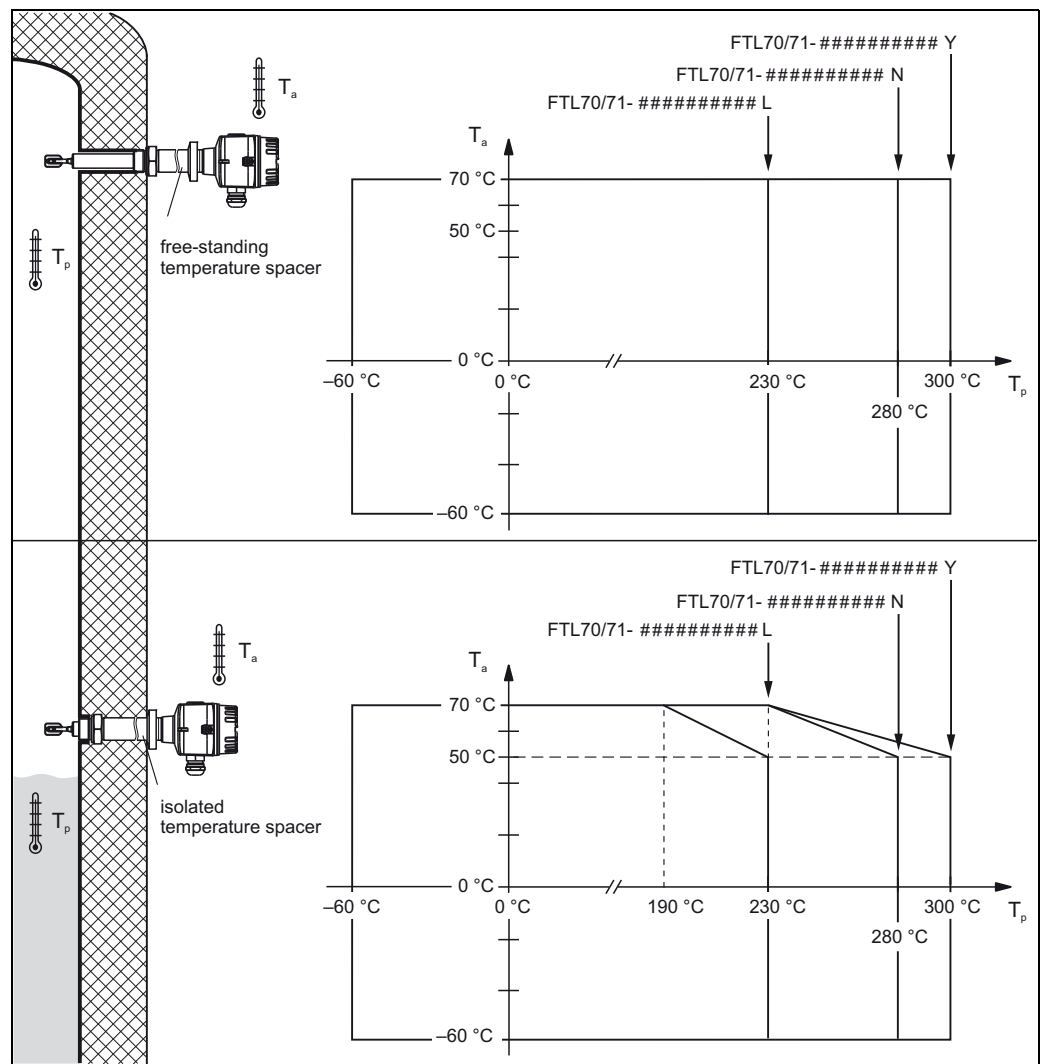 FTL70/71- ########## Y
FTL70/71- ########## N
FTL70/71- ########## L
Tₐ
Tₐ
70 °C
50 °C
free-standing
temperature spacer
Tₚ
0 °C
–60 °C
0 °C
230 °C
300 °C
Tₚ
280 °C
–60 °C
FTL70/71- ########## Y
FTL70/71- ########## N
FTL70/71- ########## L
Tₐ
Tₐ
70 °C
50 °C
isolated
temperature spacer
Tₚ
0 °C
–60 °C
0 °C
190 °C
230 °C
300 °C
Tₚ
280 °C
–60 °C